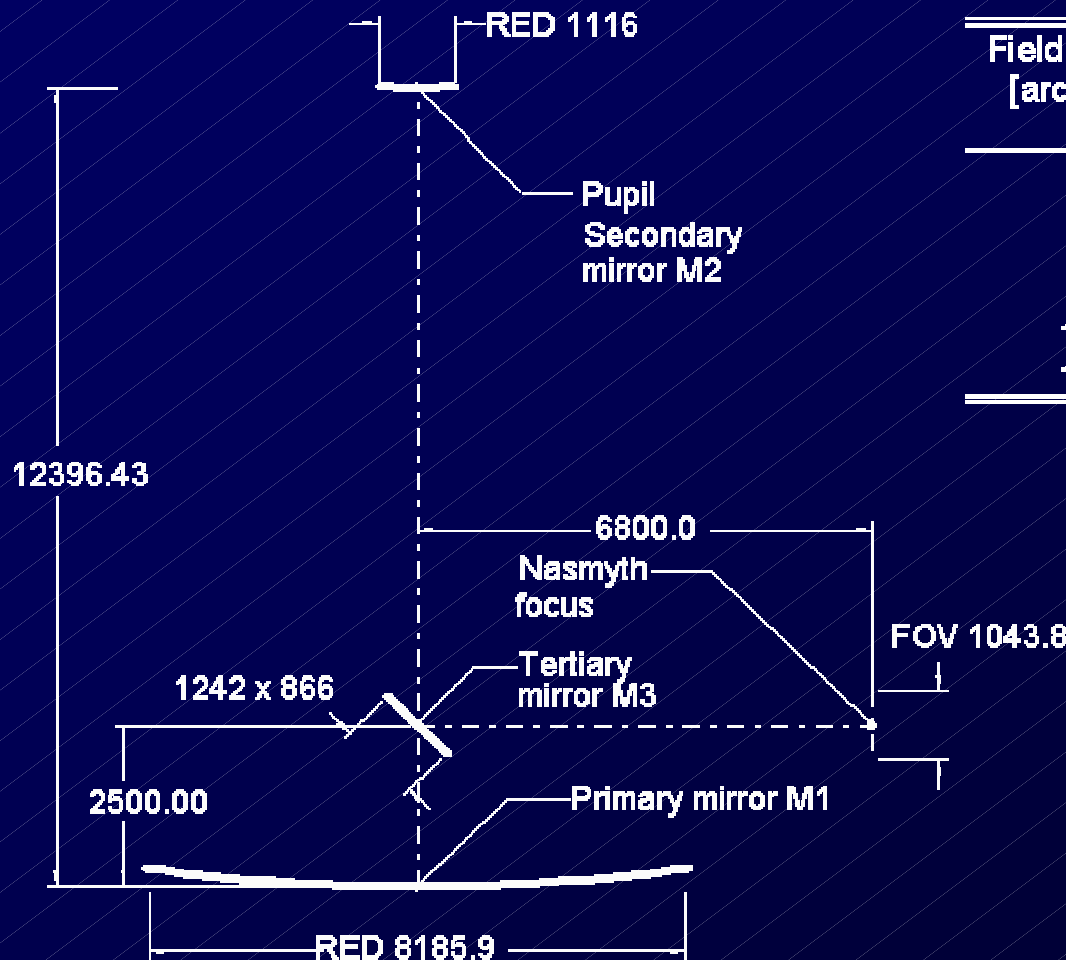 RED 1116
Field
[arc
Pupil
Secondary
mirror M2
12396.43
6800.0
Nasmyth
focus
FOV 1043.8
Tertiary
mirror M3
1242 x 866
2500.00
Primary mirror M1
RED 8185.9